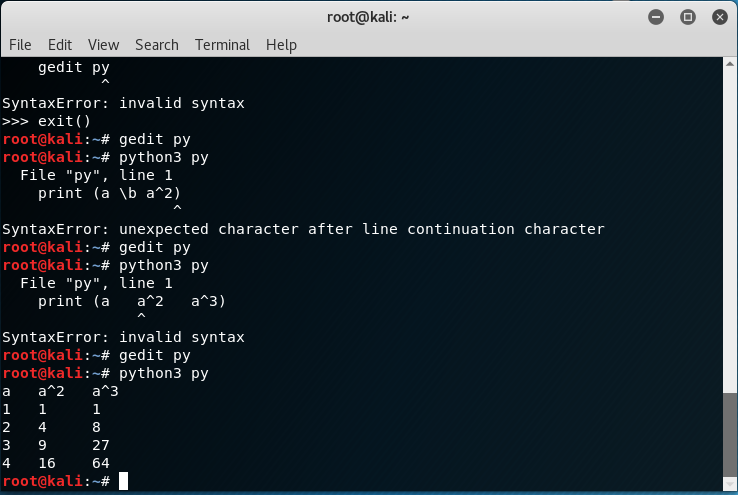 root@kali: ~
File Edit View Search Terminal Help
    gedit py
           ^
SyntaxError: invalid syntax
>>> exit()
root@kali:~# gedit py
root@kali:~# python3 py
  File "py", line 1
    print (a \b a^2)
                   ^
SyntaxError: unexpected character after line continuation character
root@kali:~# gedit py
root@kali:~# python3 py
  File "py", line 1
    print (a   a^2   a^3)
               ^
SyntaxError: invalid syntax
root@kali:~# gedit py
root@kali:~# python3 py
a   a^2   a^3
1   1     1
2   4     8
3   9     27
4   16    64
root@kali:~#